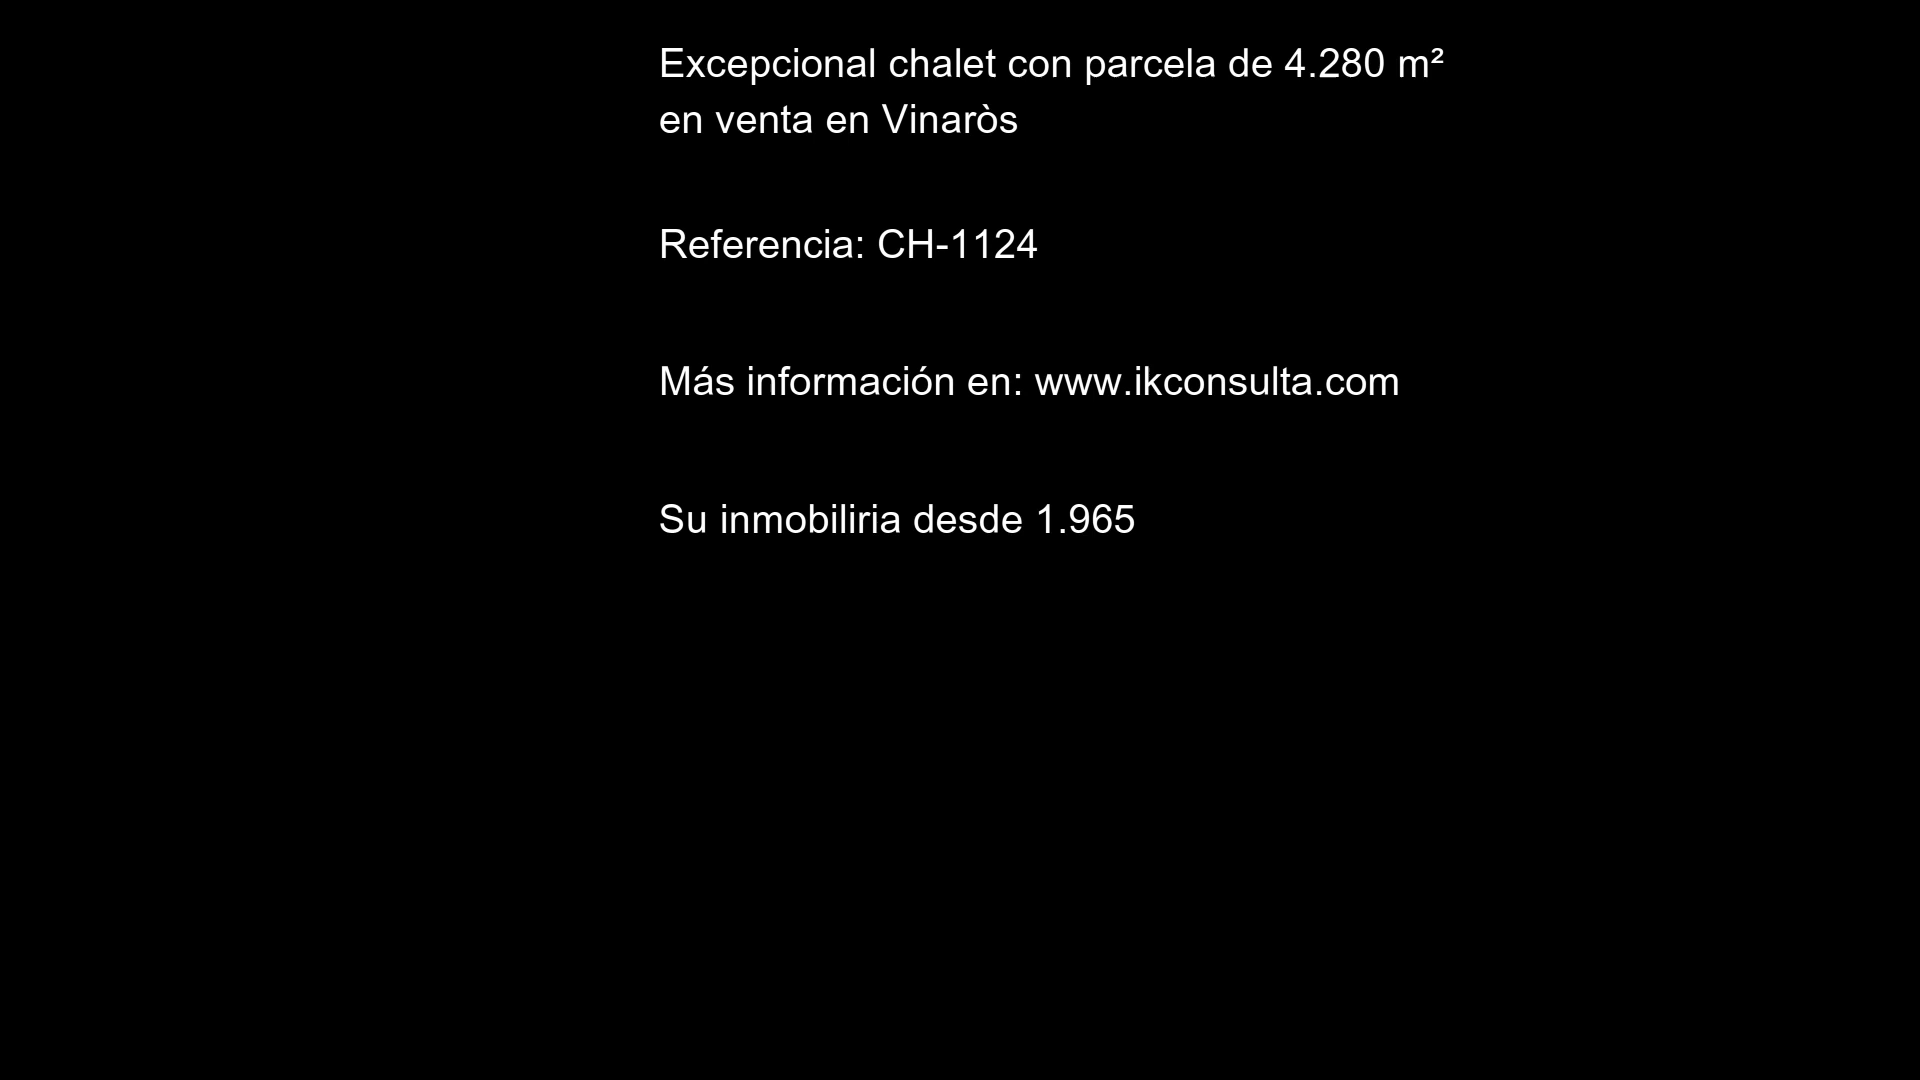 Excepcional chalet con parcela de 4.280 m²
en venta en Vinaròs
Referencia: CH-1124
Más información en: www.ikconsulta.com
Su inmobiliria desde 1.965